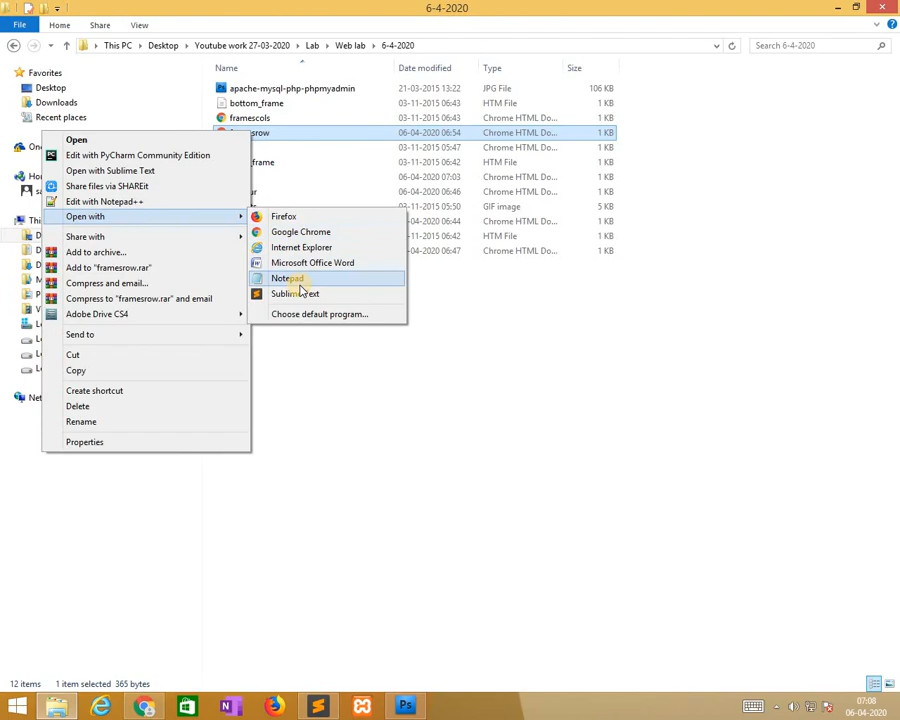 6-4-2020
File Home Share View
This PC Desktop Youtube work 27-03-2020 Lab Web lab 6-4-2020
Search 6-4-2020
Name Date modified Type Size
Favorites
Desktop
Downloads
Recent places
apache-mysql-php-phpmyadmin 21-03-2015 13:22 JPG File 106 KB
bottom_frame 03-11-2015 06:43 HTM File 1 KB
framescols 03-11-2015 06:43 Chrome HTML Do... 1 KB
06-04-2020 06:54 Chrome HTML Do... 1 KB
03-11-2015 05:47 Chrome HTML Do... 1 KB
03-11-2015 06:42 HTM File 1 KB
06-04-2020 07:03 Chrome HTML Do... 1 KB
06-04-2020 06:46 Chrome HTML Do... 1 KB
03-11-2015 05:50 GIF image 5 KB
06:44 Chrome HTML Do... 1 KB
06:42 HTM File 1 KB
06:47 Chrome HTML Do... 1 KB
Open
Edit with PyCharm Community Edition
Open with Sublime Text
Share files via SHAREit
Edit with Notepad++
Open with
Share with
Add to archive...
Add to "framesrow.rar"
Compress and email...
Compress to "framesrow.rar" and email
Adobe Drive CS4
Send to
Cut
Copy
Create shortcut
Delete
Rename
Properties
Firefox
Google Chrome
Internet Explorer
Microsoft Office Word
Notepad
Sublime Text
Choose default program...
12 items 1 item selected 365 bytes
07:08
06-04-2020